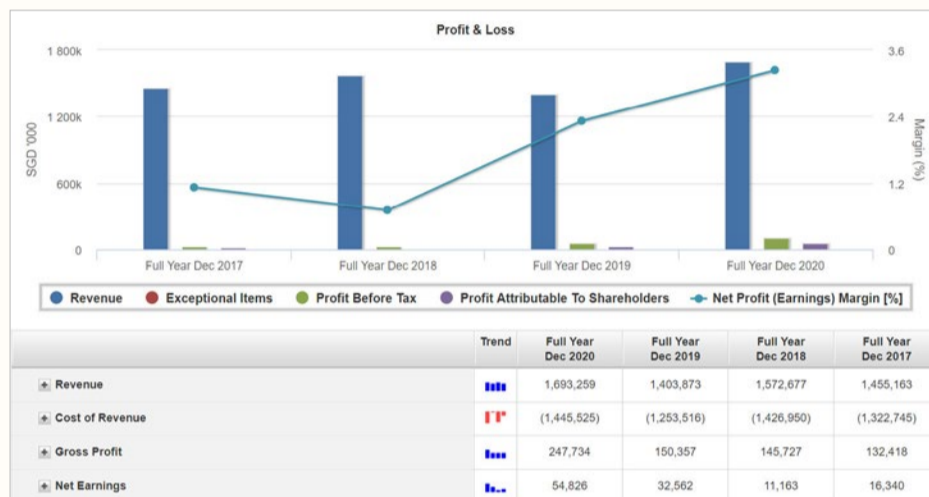 Profit & Loss
1 800k
1 200k
600k
0
SGD '000
3.6
2.4
1.2
0
Margin (%)
Full Year Dec 2017
Full Year Dec 2018
Full Year Dec 2019
Full Year Dec 2020
Revenue
Exceptional Items
Profit Before Tax
Profit Attributable To Shareholders
Net Profit (Earnings) Margin [%]
Trend Full Year Dec 2020 Full Year Dec 2019 Full Year Dec 2018 Full Year Dec 2017
Revenue 1,693,259 1,403,873 1,572,677 1,455,163
Cost of Revenue (1,445,525) (1,253,516) (1,426,950) (1,322,745)
Gross Profit 247,734 150,357 145,727 132,418
Net Earnings 54,826 32,562 11,163 16,340